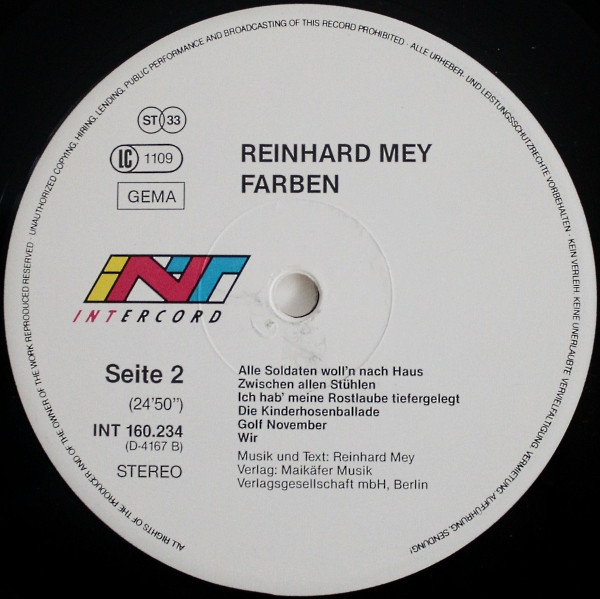 UNAUTHORIZED COPYING, HIRING, LENDING, PUBLIC PERFORMANCE AND BROADCASTING OF THIS RECORD PROHIBITED · ALLE URHEBER- UND LEISTUNGSSCHUTZRECHTE VORBEHALTEN · KEIN VERLEIH, KEINE UNERLAUBTE VERVIELFÄLTIGUNG, VERMIETUNG, AUFFÜHRUNG, SENDUNG!
ALL RIGHTS OF THE PRODUCER AND OF THE OWNER OF THE WORK REPRODUCED RESERVED ·
ST 33
LC 1109
GEMA
REINHARD MEY
FARBEN
INT
INTERCORD
Seite 2
(24'50")
INT 160.234
(D-4167 B)
STEREO
Alle Soldaten woll'n nach Haus
Zwischen allen Stühlen
Ich hab' meine Rostlaube tiefergelegt
Die Kinderhosenballade
Golf November
Wir
Musik und Text: Reinhard Mey
Verlag: Maikäfer Musik
Verlagsgesellschaft mbH, Berlin